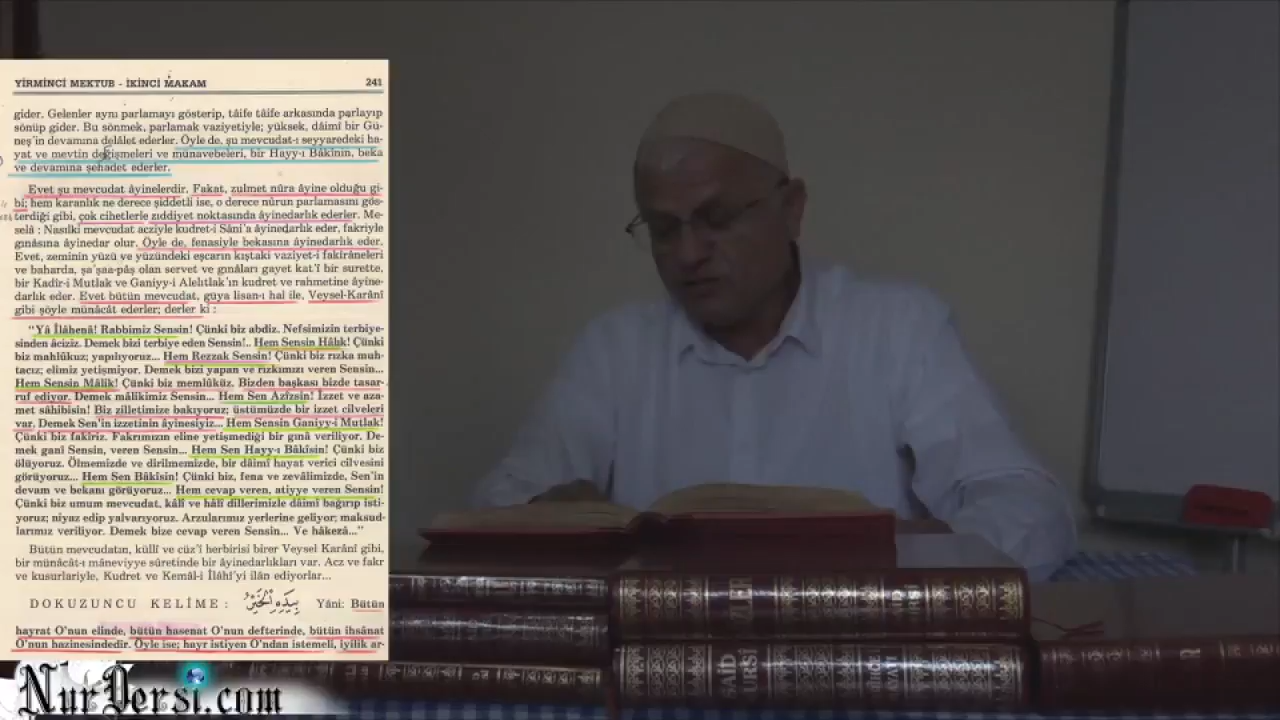 YİRMİNCİ MEKTUB - İKİNCİ MAKAM 241
gider. Gelenler aynı parlamayı gösterip, tâife tâife arkasında parlayıp
sönüp gider. Bu sönmek, parlamak vaziyetiyle; yüksek, dâimî bir Gü-
neş'in devamına delâlet ederler. Öyle de, şu mevcudat-ı seyyaredeki ha-
yat ve mevtin değişmeleri ve münavebeleri, bir Hayy-ı Bâkînin, beka
ve devamına şehadet ederler.
Evet şu mevcudat âyinelerdir. Fakat, zulmet nûra âyine olduğu gi-
bi; hem karanlık ne derece şiddetli ise, o derece nûrun parlamasını gös-
terdiği gibi, çok cihetlerle zıddiyet noktasında âyinedarlık ederler. Me-
selâ : Nasılki mevcudat acziyle kudret-i Sâni'a âyinedarlık eder, fakriyle
gınâsına âyinedar olur. Öyle de, fenasiyle bekasına âyinedarlık eder.
Evet, zeminin yüzü ve yüzündeki eşcarın kıştaki vaziyet-i fakirâneleri
ve baharda, şa'şaa-pâş olan servet ve gınâları gayet kat'î bir surette,
bir Kadîr-i Mutlak ve Ganiyy-i Alelıtlak'ın kudret ve rahmetine âyine-
darlık eder. Evet bütün mevcudat, gûya lisan-ı hal ile, Veysel-Karânî
gibi şöyle münâcât ederler; derler ki :
"Yâ İlâhenâ! Rabbimiz Sensin! Çünki biz abdiz. Nefsimizin terbiye-
sinden âciziz. Demek bizi terbiye eden Sensin!.. Hem Sensin Hâlık! Çünki
biz mahlûkuz; yapılıyoruz... Hem Rezzak Sensin! Çünki biz rızka muh-
tacız; elimiz yetişmiyor. Demek bizi yapan ve rızkımızı veren Sensin...
Hem Sensin Mâlik! Çünki biz memlûküz. Bizden başkası bizde tasar-
ruf ediyor. Demek mâlikimiz Sensin... Hem Sen Azîzsin! İzzet ve aza-
met sâhibisin! Biz zilletimize bakıyoruz; üstümüzde bir izzet cilveleri
var. Demek Sen'in izzetinin âyinesiyiz... Hem Sensin Ganiyy-i Mutlak!
Çünki biz fakiriz. Fakrımızın eline yetişmediği bir gınâ veriliyor. De-
mek ganî Sensin, veren Sensin... Hem Sen Hayy-ı Bâkîsin! Çünki biz
ölüyoruz. Ölmemizde ve dirilmemizde, bir dâimî hayat verici cilvesini
görüyoruz... Hem Sen Bâkîsin! Çünki biz, fena ve zevâlimizde, Sen'in
devam ve bekanı görüyoruz... Hem cevap veren, atiyye veren Sensin!
Çünki biz umum mevcudat, kâlî ve hâlî dillerimizle dâimî bağırıp isti-
yoruz; niyaz edip yalvarıyoruz. Arzularımız yerlerine geliyor; maksud-
larımız veriliyor. Demek bize cevap veren Sensin... Ve hâkezâ..."
Bütün mevcudatın, küllî ve cüz'î herbirisi birer Veysel Karânî gibi,
bir münâcât-ı mâneviyye sûretinde bir âyinedarlıkları var. Acz ve fakr
ve kusurlariyle, Kudret ve Kemâl-i İlâhî'yi ilân ediyorlar...
DOKUZUNCU KELİME : بِيَدِهِ الْخَيْرُ Yâni: Bütün
hayrat O'nun elinde, bütün hasenat O'nun defterinde, bütün ihsânat
O'nun hazinesindedir. Öyle ise; hayr istiyen O'ndan istemeli, iyilik ar-
SAİD
NurDersi.com